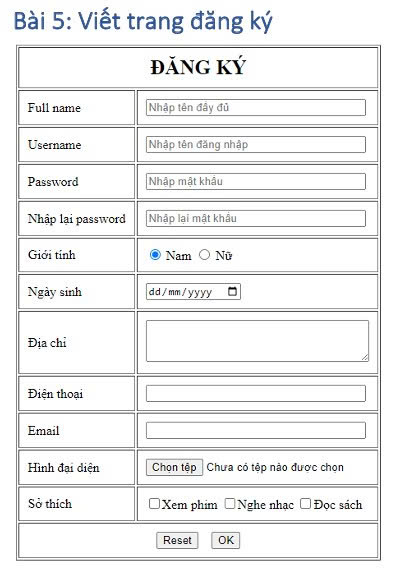 Bài 5: Viết trang đăng ký
ĐĂNG KÝ
Full name Nhập tên đầy đủ
Username Nhập tên đăng nhập
Password Nhập mật khẩu
Nhập lại password Nhập lại mật khẩu
Giới tính Nam Nữ
Ngày sinh dd/mm/yyyy
Địa chỉ
Điện thoại
Email
Hình đại diện Chọn tệp Chưa có tệp nào được chọn
Sở thích Xem phim Nghe nhạc Đọc sách
Reset OK